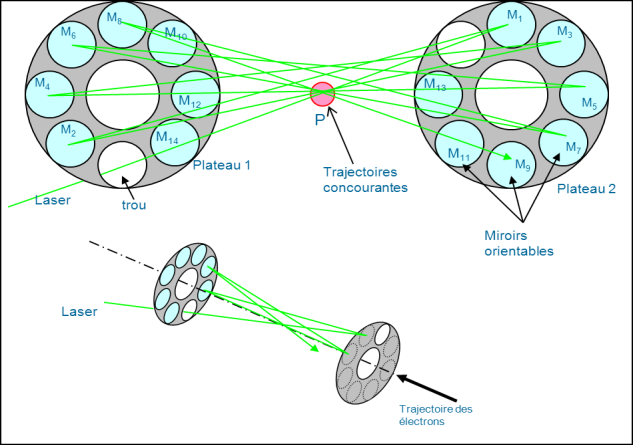 M8
M1
M6
M10
M3
M4
M12
M13
M5
P
M2
M14
M11
M7
M9
Plateau 1
Trajectoires
concourantes
Plateau 2
Laser
trou
Miroirs
orientables
Laser
Trajectoire des
électrons